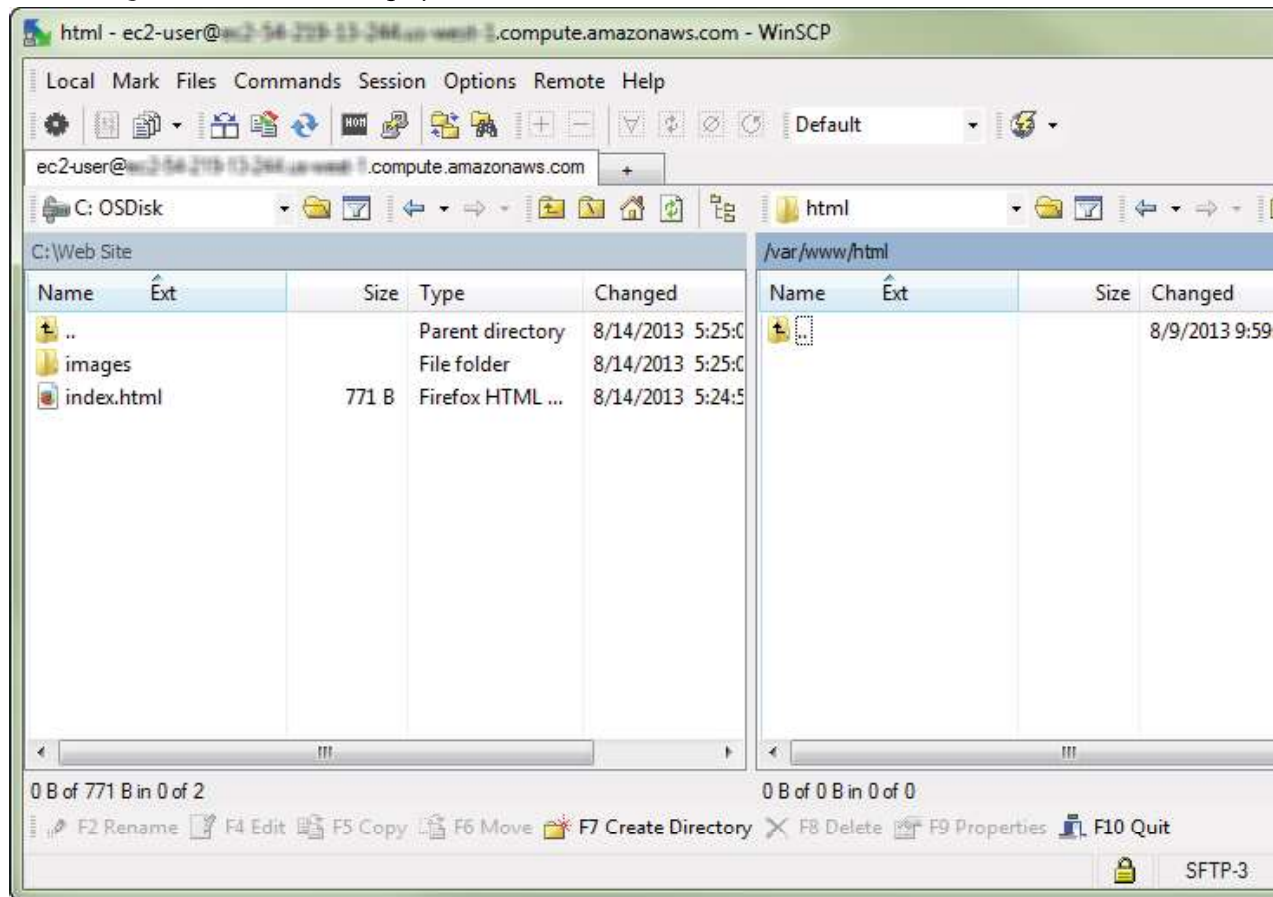 html - ec2-user@ .compute.amazonaws.com - WinSCP
Local Mark Files Commands Session Options Remote Help
Default
ec2-user@ .compute.amazonaws.com +
C: OSDisk html
C:\Web Site /var/www/html
Name Ext Size Type Changed Name Ext Size Changed
.. Parent directory 8/14/2013 5:25:0 .. 8/9/2013 9:59
images File folder 8/14/2013 5:25:0
index.html 771 B Firefox HTML ... 8/14/2013 5:24:5
0 B of 771 B in 0 of 2 0 B of 0 B in 0 of 0
F2 Rename F4 Edit F5 Copy F6 Move F7 Create Directory F8 Delete F9 Properties F10 Quit
SFTP-3